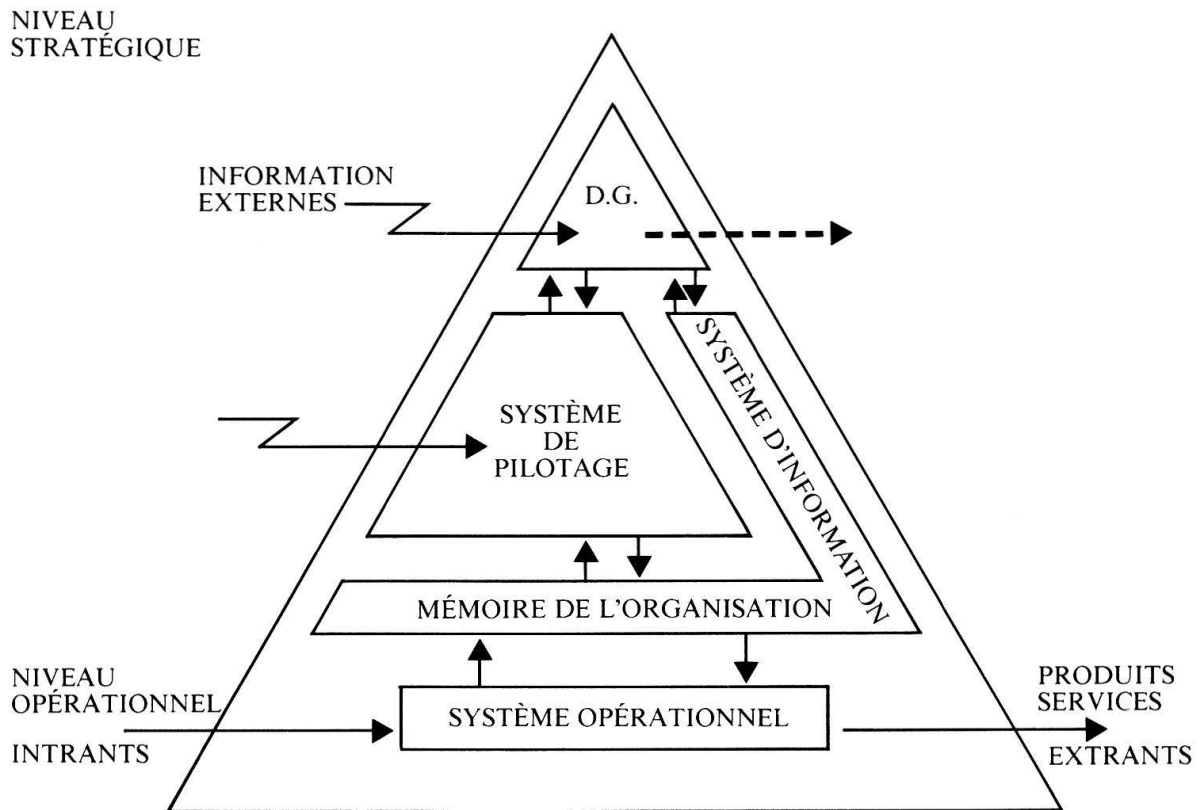 NIVEAU
STRATÉGIQUE
INFORMATION
EXTERNES
D.G.
SYSTÈME
DE
PILOTAGE
SYSTÈME D'INFORMATION
MÉMOIRE DE L'ORGANISATION
NIVEAU
OPÉRATIONNEL
INTRANTS
SYSTÈME OPÉRATIONNEL
PRODUITS
SERVICES
EXTRANTS